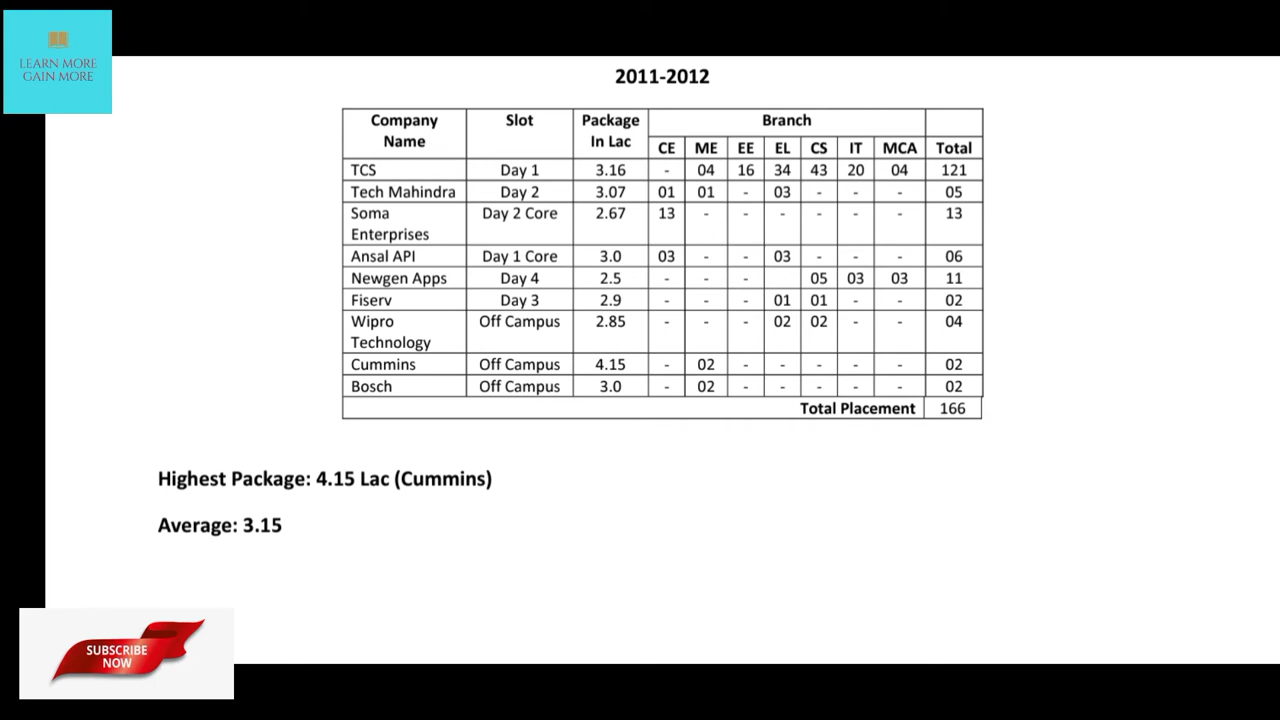 LEARN MORE
GAIN MORE
2011-2012
Company Name Slot Package In Lac Branch
CE ME EE EL CS IT MCA Total
TCS Day 1 3.16 - 04 16 34 43 20 04 121
Tech Mahindra Day 2 3.07 01 01 - 03 - - - 05
Soma Enterprises Day 2 Core 2.67 13 - - - - - - 13
Ansal API Day 1 Core 3.0 03 - - 03 - - - 06
Newgen Apps Day 4 2.5 - - - 05 03 03 11
Fiserv Day 3 2.9 - - - 01 01 - - 02
Wipro Technology Off Campus 2.85 - - - 02 02 - - 04
Cummins Off Campus 4.15 - 02 - - - - - 02
Bosch Off Campus 3.0 - 02 - - - - - 02
Total Placement 166
Highest Package: 4.15 Lac (Cummins)
Average: 3.15
SUBSCRIBE
NOW